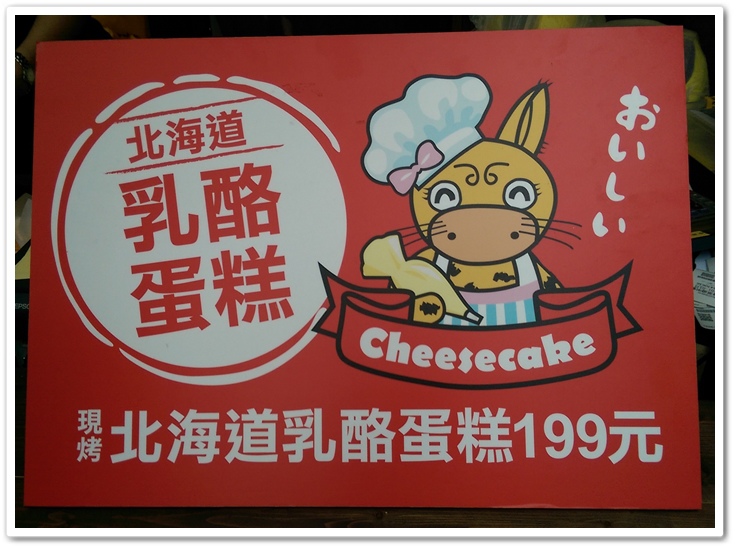 北海道
乳酪
蛋糕
おいしい
Cheesecake
現烤北海道乳酪蛋糕199元